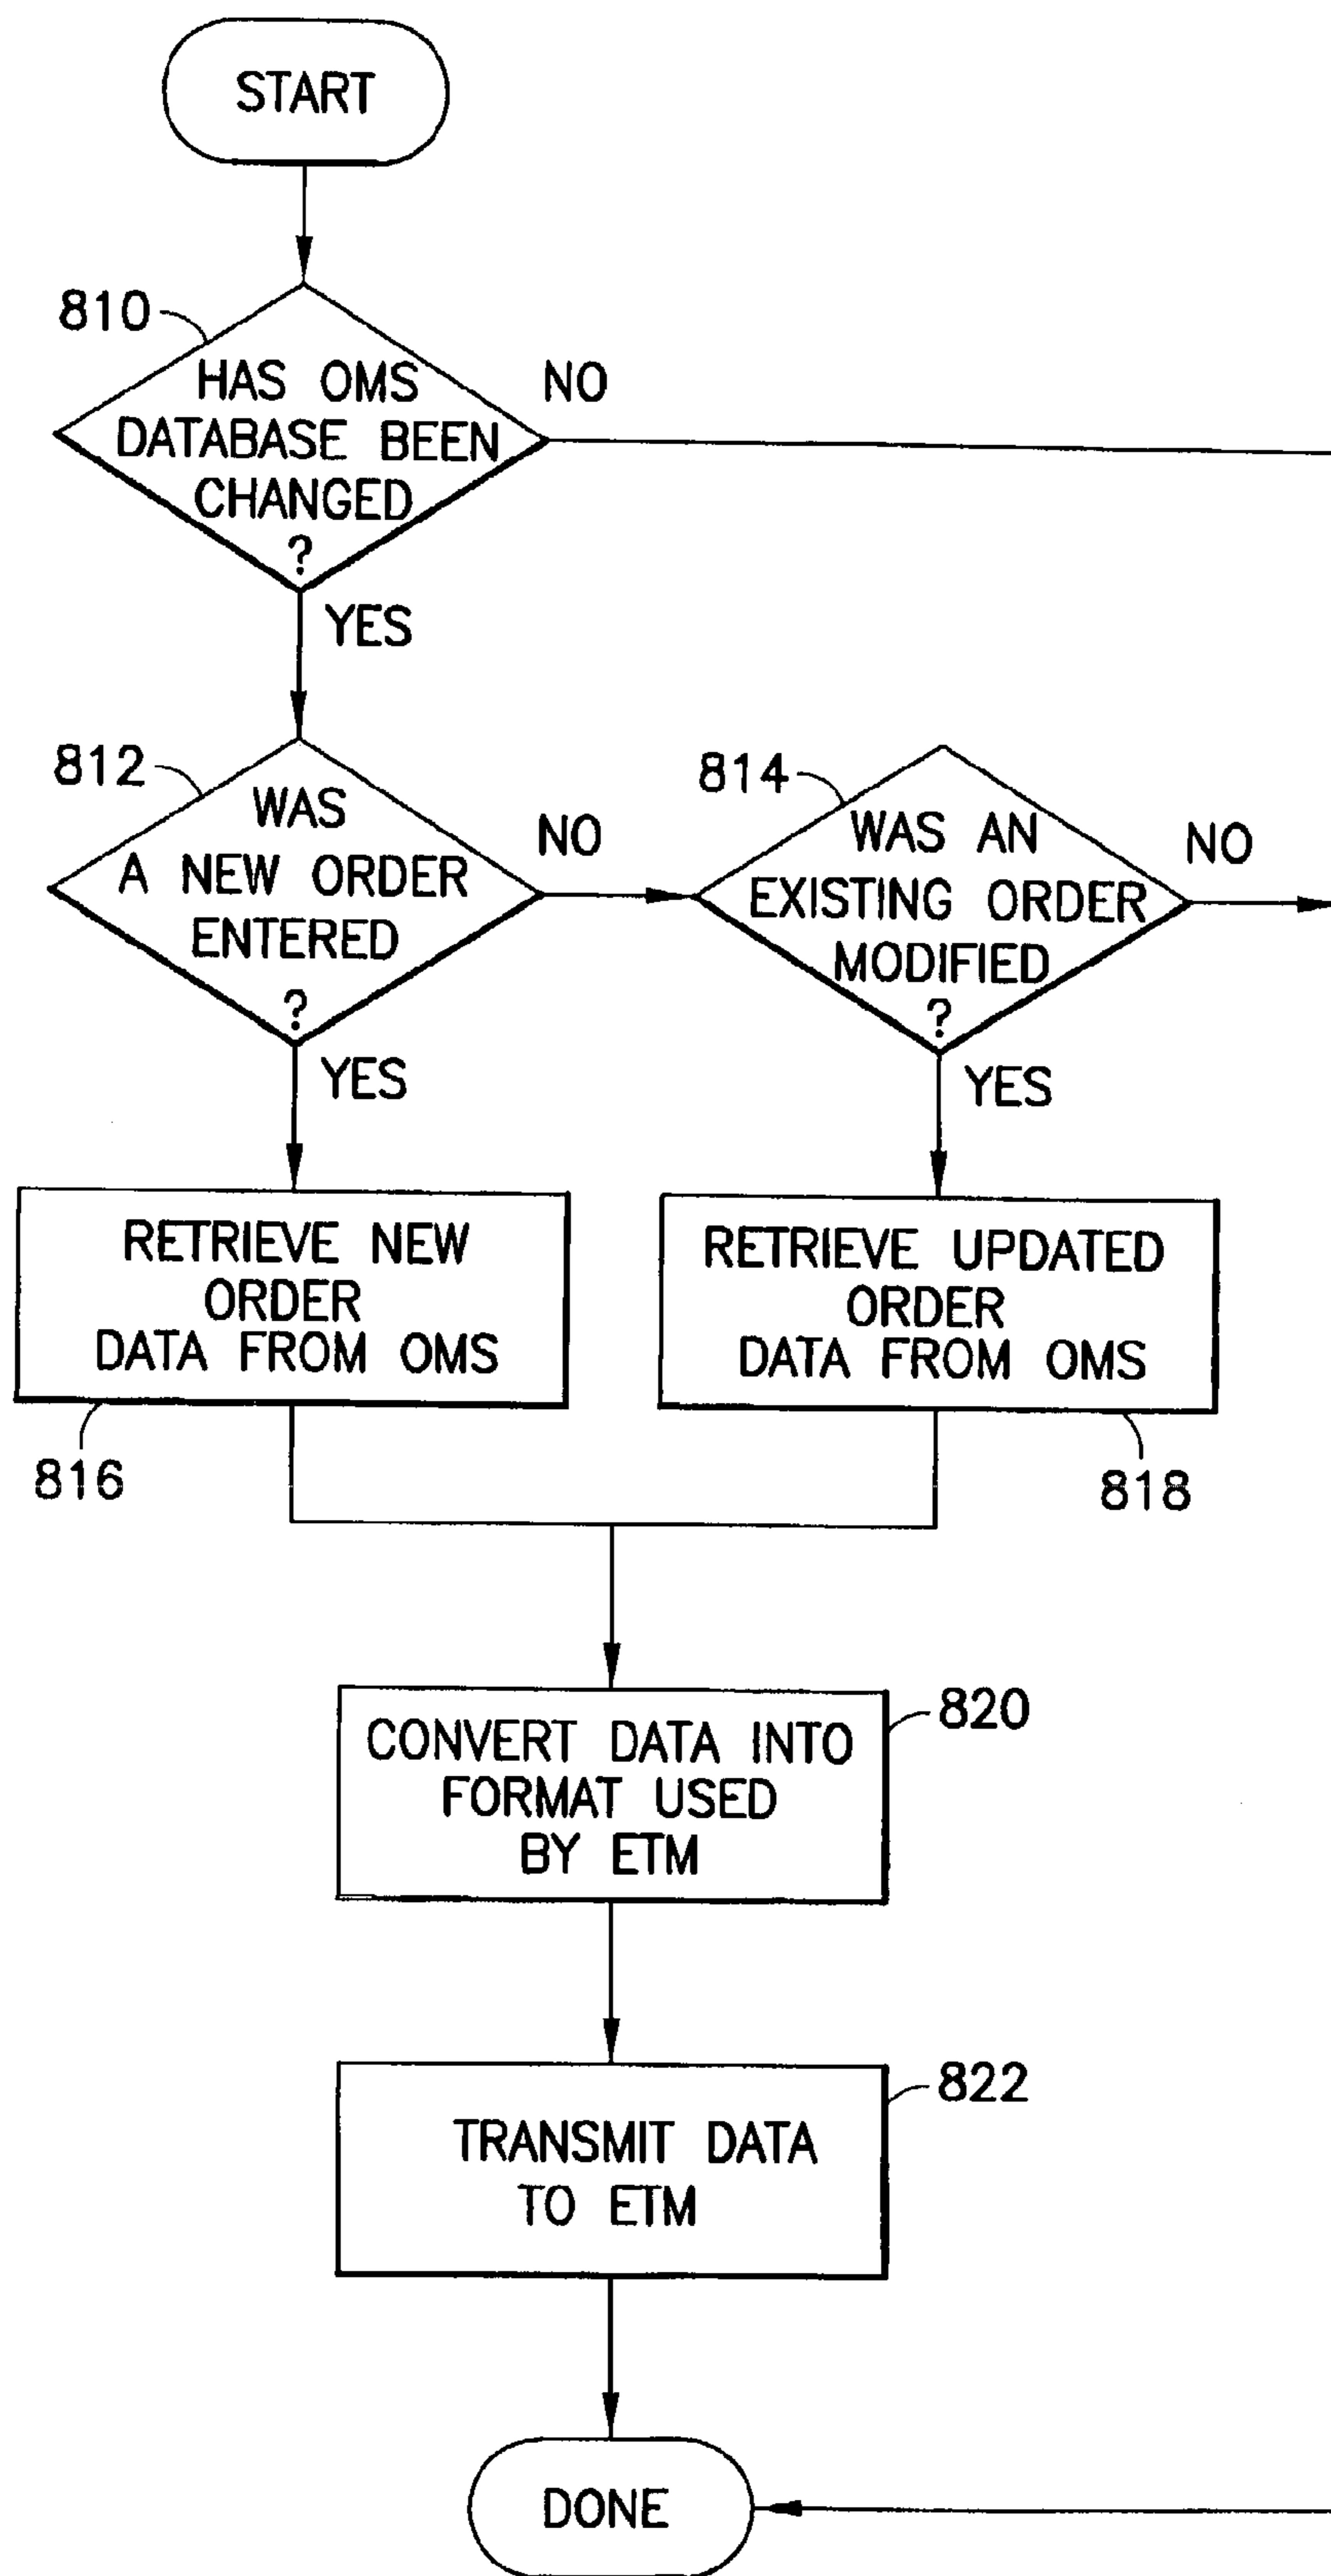 START
810
HAS OMS
DATABASE BEEN
CHANGED
?
NO
YES
812
WAS
A NEW ORDER
ENTERED
?
NO
YES
814
WAS AN
EXISTING ORDER
MODIFIED
?
NO
YES
RETRIEVE NEW
ORDER
DATA FROM OMS
816
RETRIEVE UPDATED
ORDER
DATA FROM OMS
818
CONVERT DATA INTO
FORMAT USED
BY ETM
820
TRANSMIT DATA
TO ETM
822
DONE